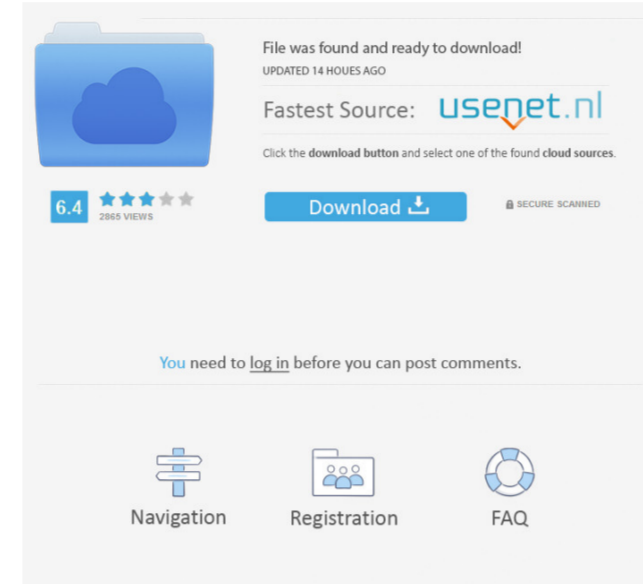 File was found and ready to download!
UPDATED 14 HOUES AGO
Fastest Source: usenet.nl
Click the download button and select one of the found cloud sources.
6.4
2865 VIEWS
Download
SECURE SCANNED
You need to log in before you can post comments.
Navigation
Registration
FAQ